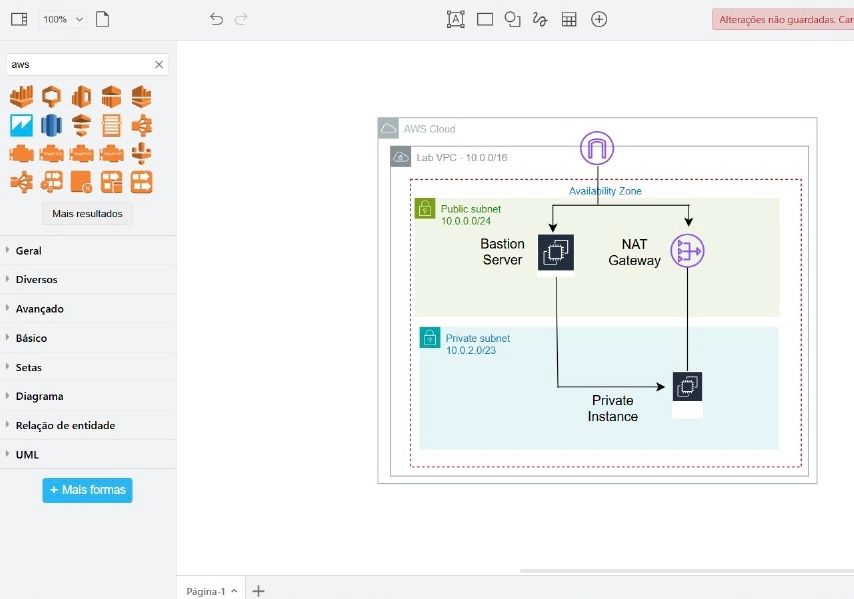 100%
Alterações não guardadas. Car
aws
Mais resultados
Geral
Diversos
Avançado
Básico
Setas
Diagrama
Relação de entidade
UML
+ Mais formas
AWS Cloud
Lab VPC - 10.0.0/16
Availability Zone
Public subnet
10.0.0.0/24
Bastion
Server
NAT
Gateway
Private subnet
10.0.2.0/23
Private
Instance
Página-1